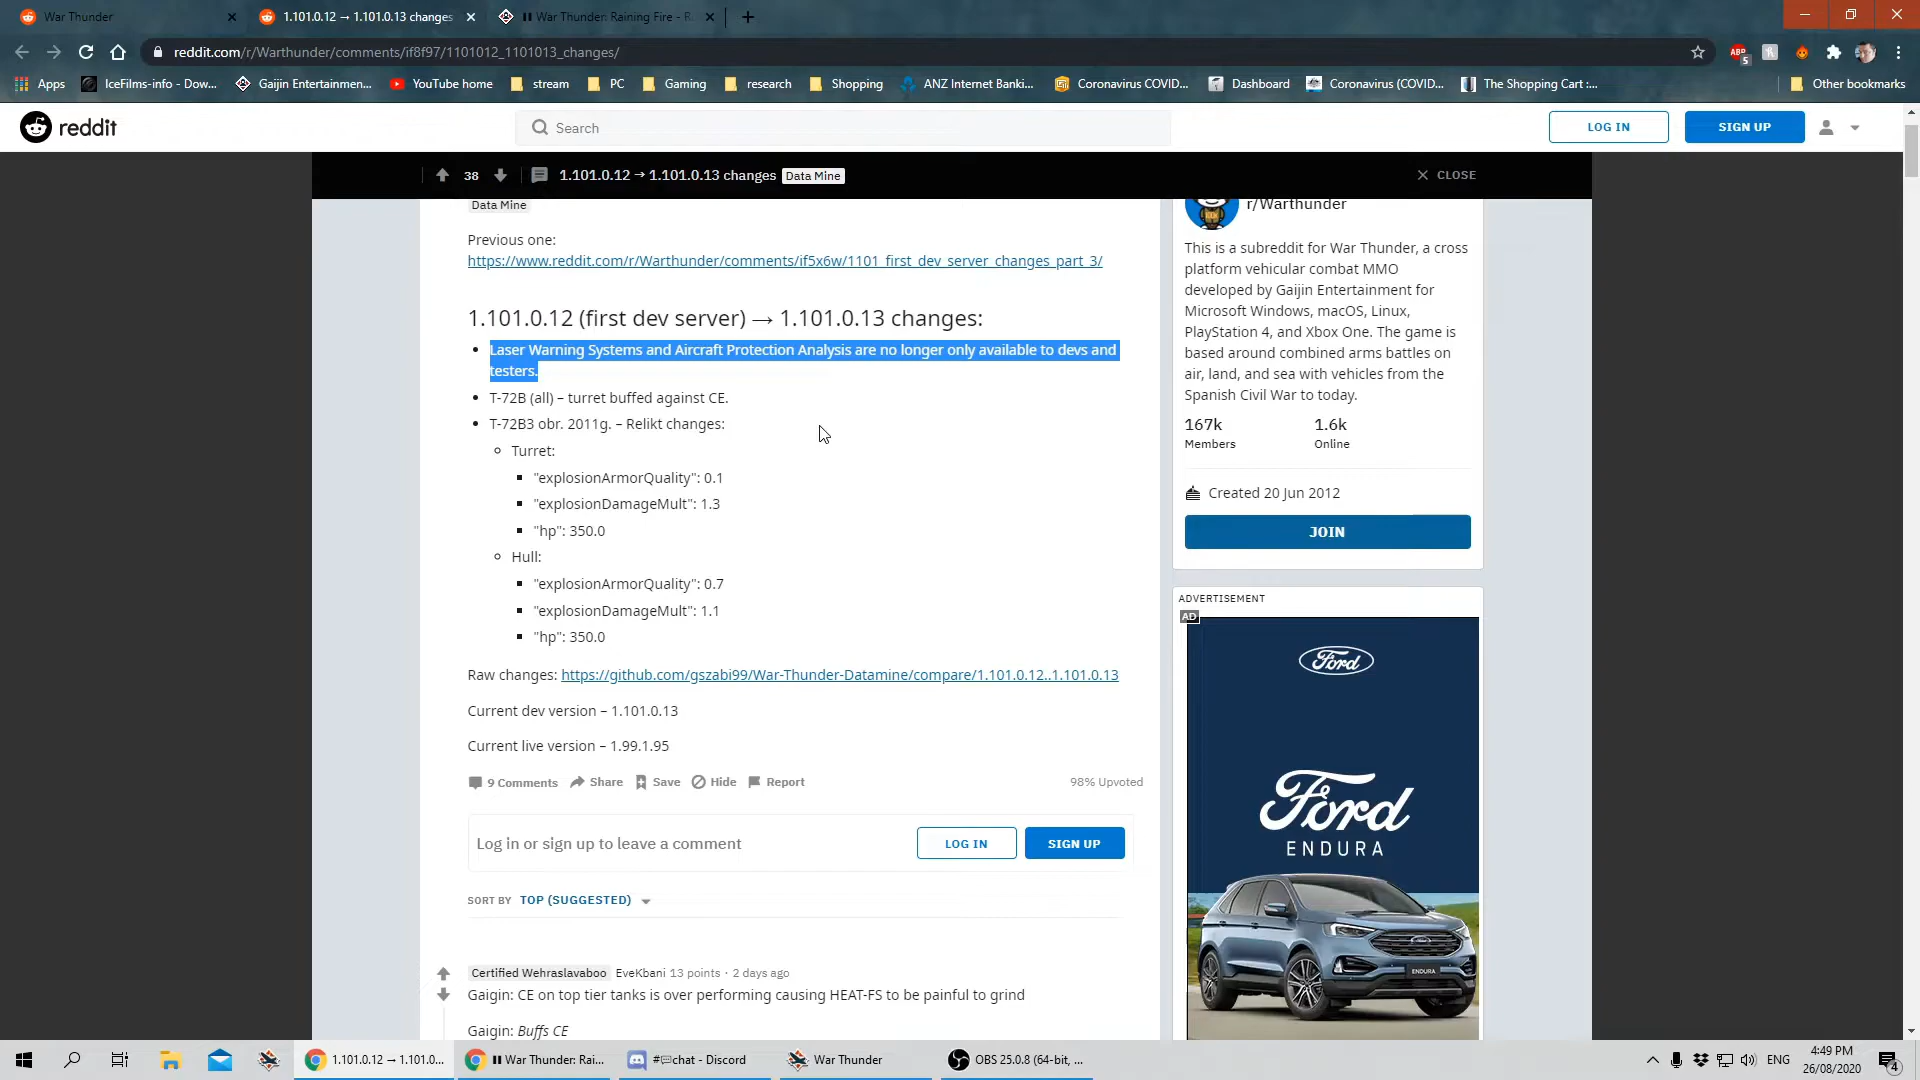 War Thunder
1.101.0.12 → 1.101.0.13 changes
War Thunder: Raining Fire - R
reddit.com/r/Warthunder/comments/if8f97/1101012_1101013_changes/
ABP
5
Apps
IceFilms-info - Dow...
Gaijin Entertainmen...
YouTube home
stream
PC
Gaming
research
Shopping
ANZ Internet Banki...
Coronavirus COVID...
Dashboard
Coronavirus (COVID...
The Shopping Cart :...
Other bookmarks
reddit
Search
LOG IN
SIGN UP
38
1.101.0.12 → 1.101.0.13 changes
Data Mine
CLOSE
Data Mine
Previous one:
https://www.reddit.com/r/Warthunder/comments/if5x6w/1101_first_dev_server_changes_part_3/
1.101.0.12 (first dev server) → 1.101.0.13 changes:
• Laser Warning Systems and Aircraft Protection Analysis are no longer only available to devs and
testers.
• T-72B (all) – turret buffed against CE.
• T-72B3 obr. 2011g. – Relikt changes:
Turret:
"explosionArmorQuality": 0.1
"explosionDamageMult": 1.3
"hp": 350.0
Hull:
"explosionArmorQuality": 0.7
"explosionDamageMult": 1.1
"hp": 350.0
Raw changes: https://github.com/gszabi99/War-Thunder-Datamine/compare/1.101.0.12..1.101.0.13
Current dev version – 1.101.0.13
Current live version – 1.99.1.95
9 Comments
Share
Save
Hide
Report
98% Upvoted
Log in or sign up to leave a comment
LOG IN
SIGN UP
SORT BY TOP (SUGGESTED)
Certified Wehraslavaboo EveKbani 13 points · 2 days ago
Gaigin: CE on top tier tanks is over performing causing HEAT-FS to be painful to grind
Gaigin: Buffs CE
r/Warthunder
This is a subreddit for War Thunder, a cross
platform vehicular combat MMO
developed by Gaijin Entertainment for
Microsoft Windows, macOS, Linux,
PlayStation 4, and Xbox One. The game is
based around combined arms battles on
air, land, and sea with vehicles from the
Spanish Civil War to today.
167k
Members
1.6k
Online
Created 20 Jun 2012
JOIN
ADVERTISEMENT
AD
Ford
Ford
ENDURA
ENDURA
1.101.0.12 → 1.101.0...
War Thunder: Rai...
#💬chat - Discord
War Thunder
OBS 25.0.8 (64-bit, ...
ENG
4:49 PM
26/08/2020
4